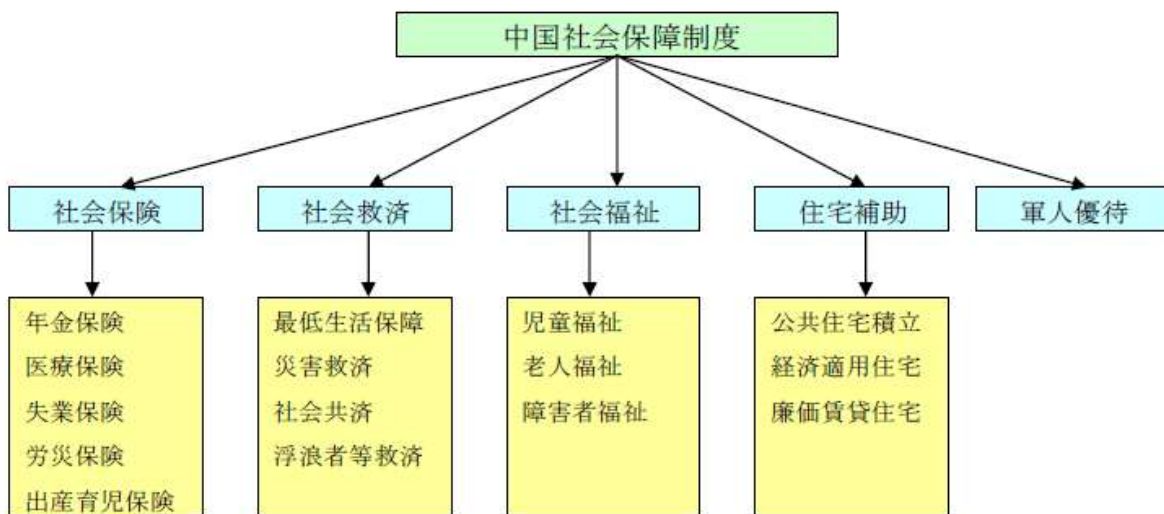 中国社会保障制度
社会保険
社会救済
社会福祉
住宅補助
軍人優待
年金保険
医療保険
失業保険
労災保険
出産育児保険
最低生活保障
災害救済
社会共済
浮浪者等救済
児童福祉
老人福祉
障害者福祉
公共住宅積立
経済適用住宅
廉価賃貸住宅